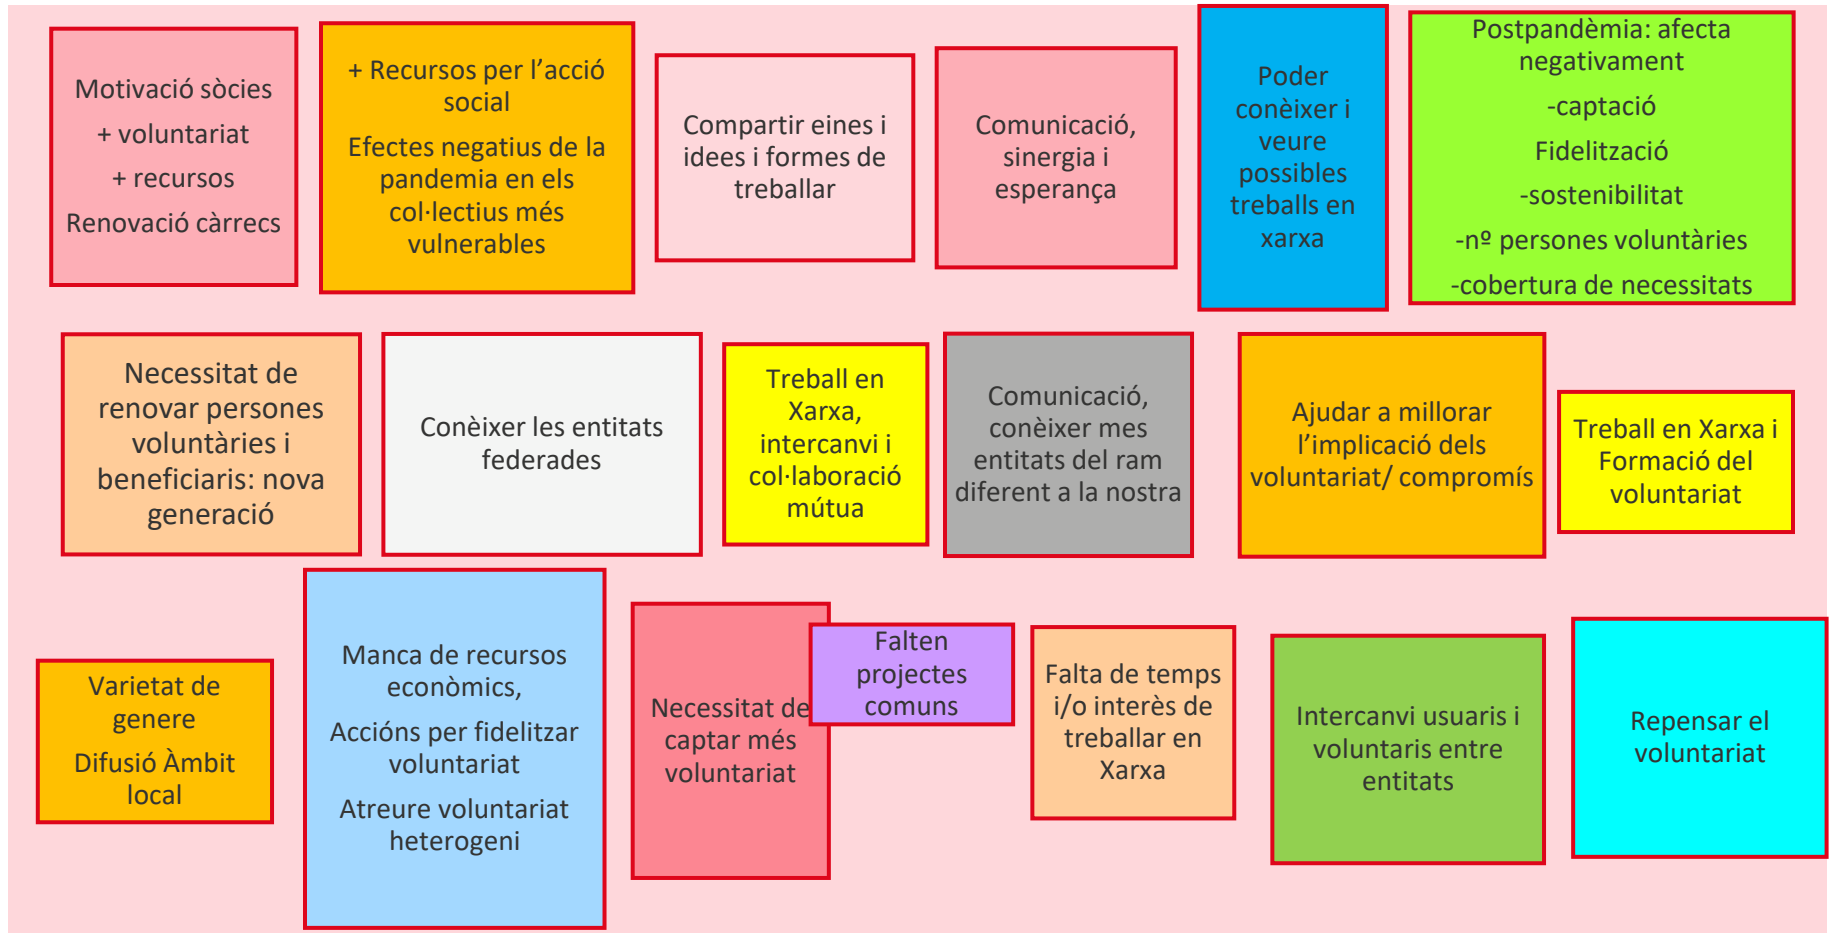 Motivació sòcies
+ voluntariat
+ recursos
Renovació càrrecs
+ Recursos per l’acció
social
Efectes negatius de la
pandemia en els
col·lectius més
vulnerables
Compartir eines i
idees i formes de
treballar
Comunicació,
sinergia i
esperança
Poder
conèixer i
veure
possibles
treballs en
xarxa
Postpandèmia: afecta
negativament
-captació
Fidelització
-sostenibilitat
-nº persones voluntàries
-cobertura de necessitats
Necessitat de
renovar persones
voluntàries i
beneficiaris: nova
generació
Conèixer les entitats
federades
Treball en
Xarxa,
intercanvi i
col·laboració
mútua
Comunicació,
conèixer mes
entitats del ram
diferent a la nostra
Ajudar a millorar
l’implicació dels
voluntariat/ compromís
Treball en Xarxa i
Formació del
voluntariat
Varietat de
genere
Difusió Àmbit
local
Manca de recursos
econòmics,
Accións per fidelitzar
voluntariat
Atreure voluntariat
heterogeni
Necessitat de
captar més
voluntariat
Falten
projectes
comuns
Falta de temps
i/o interès de
treballar en
Xarxa
Intercanvi usuaris i
voluntaris entre
entitats
Repensar el
voluntariat